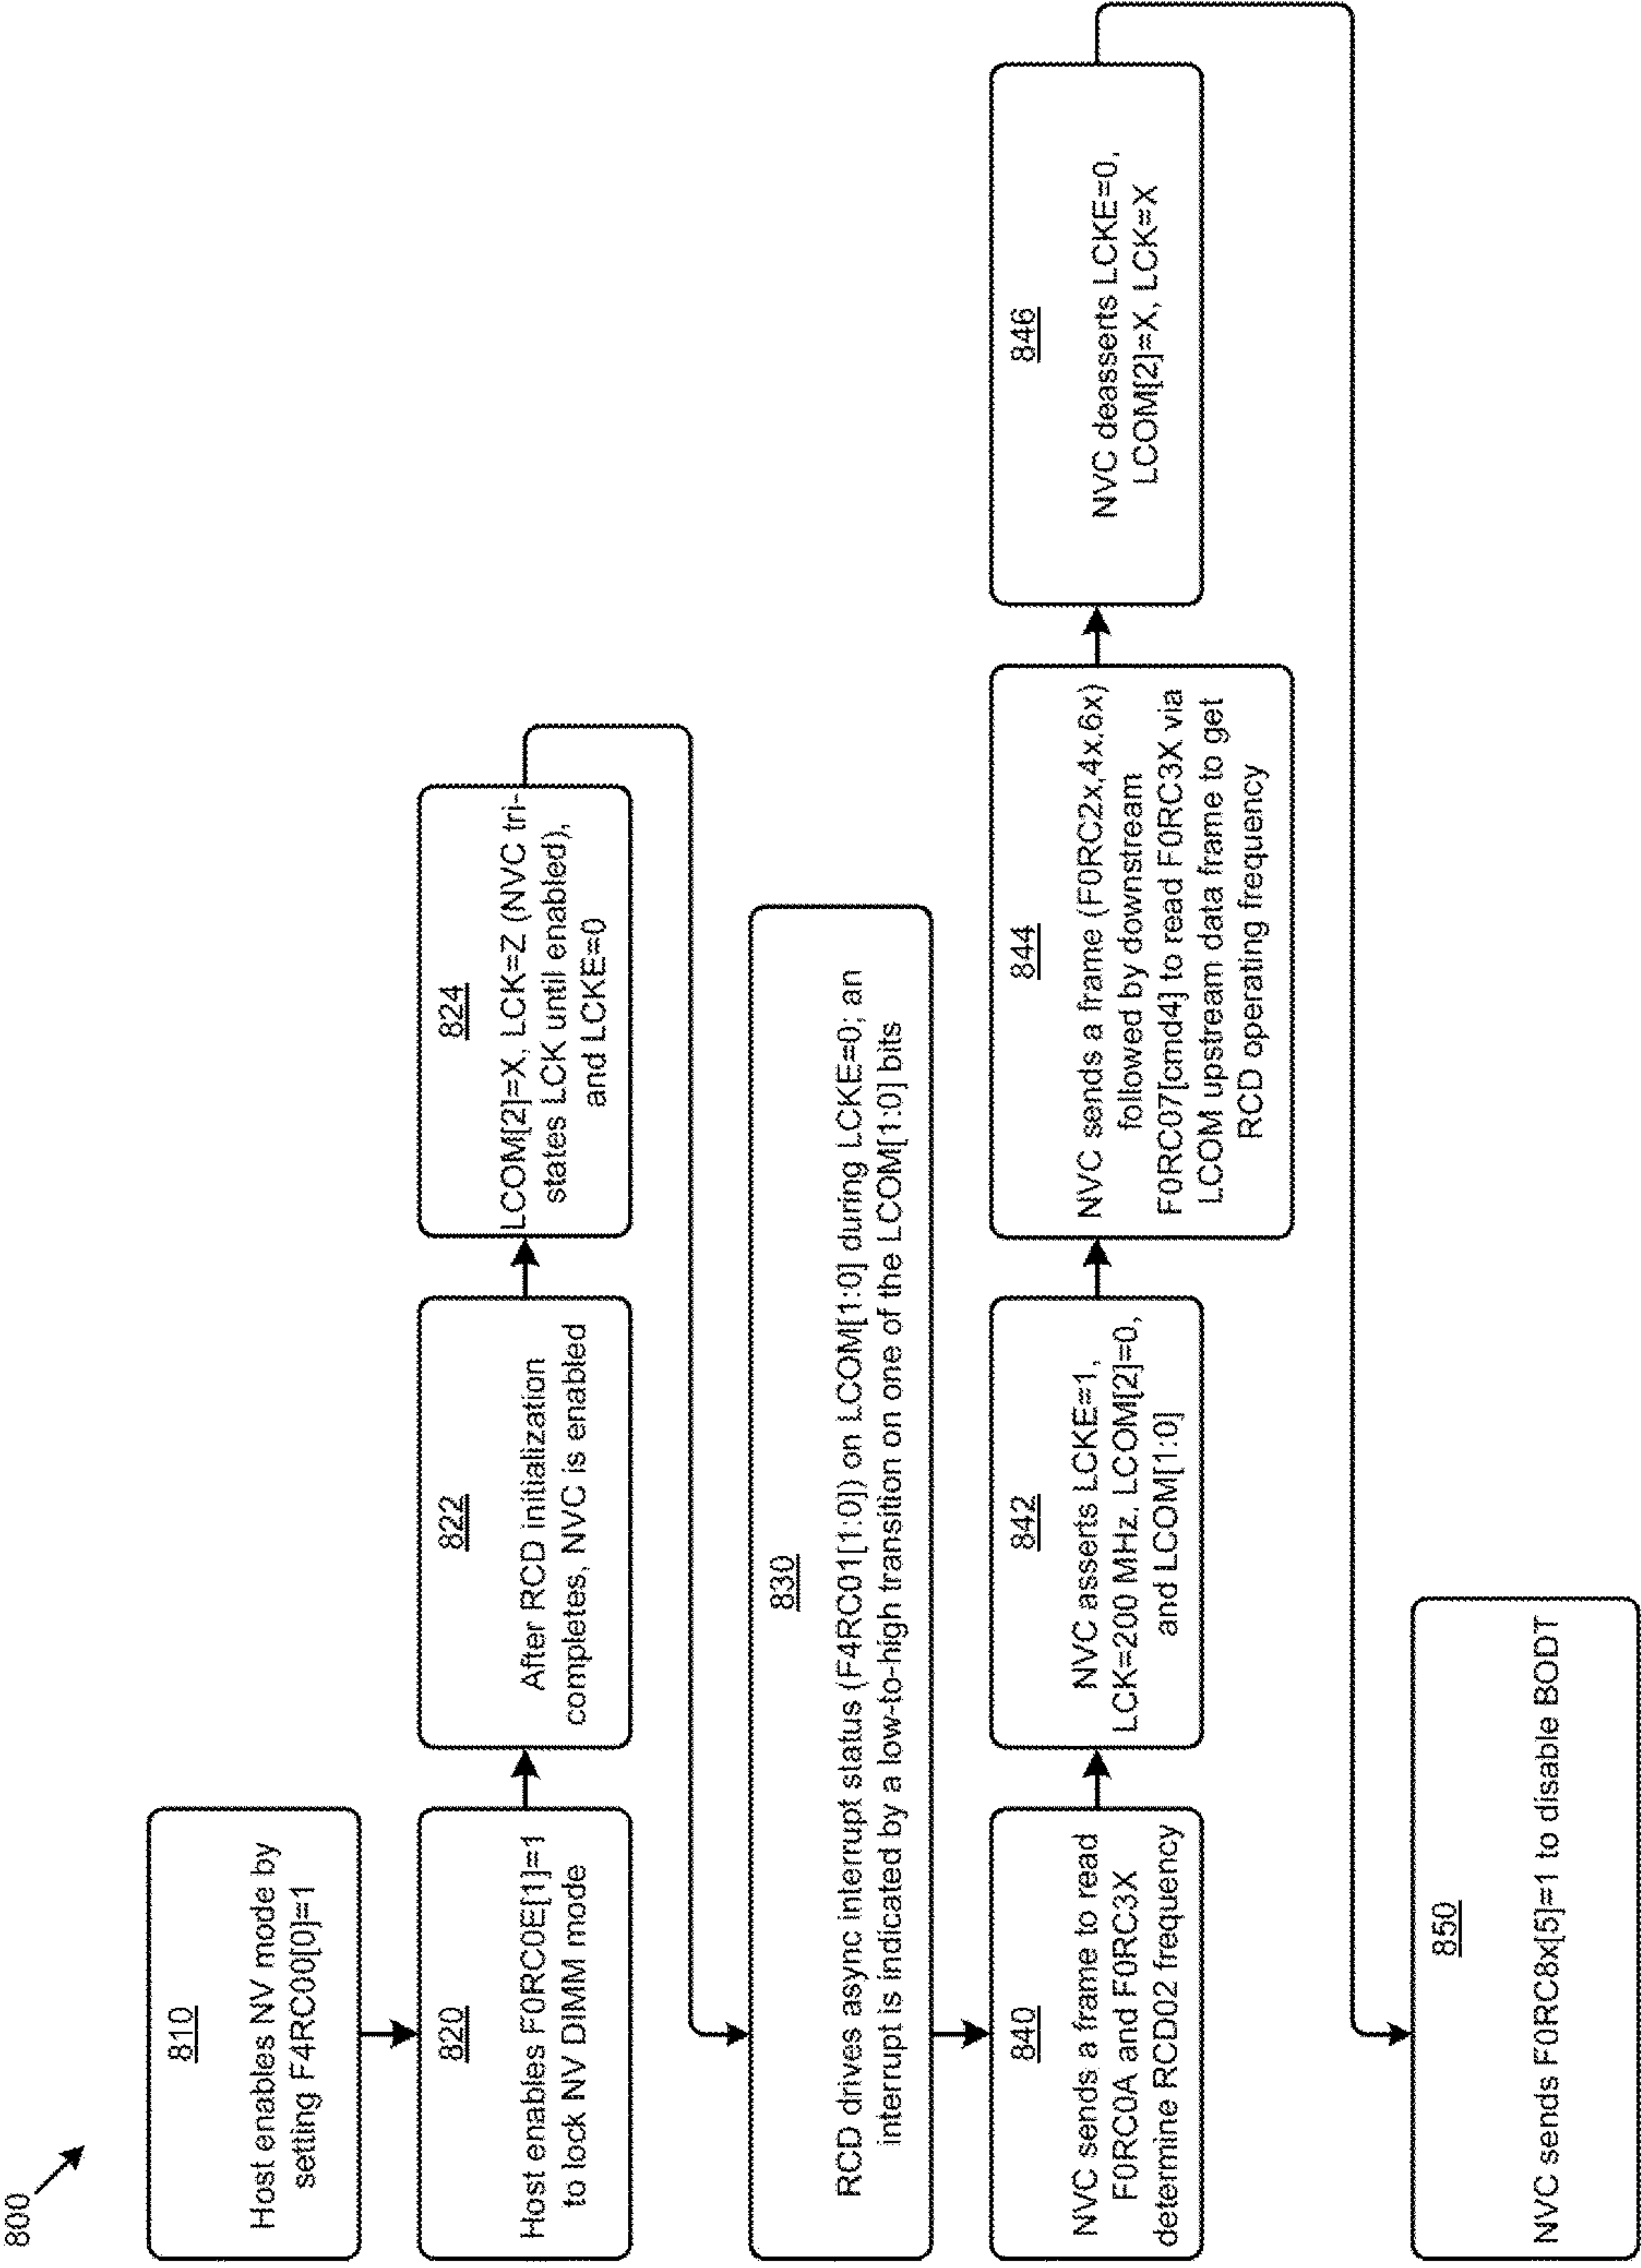 800
810
Host enables NV mode by
setting F4RC00[0]=1
820
Host enables F0RC0E[1]=1
to lock NV DIMM mode
822
After RCD initialization
completes, NVC is enabled
824
LCOM[2]=X, LCK=Z (NVC tri-
states LCK until enabled),
and LCKE=0
830
RCD drives async interrupt status (F4RC01[1:0]) on LCOM[1:0] during LCKE=0; an
interrupt is indicated by a low-to-high transition on one of the LCOM[1:0] bits
840
NVC sends a frame to read
F0RC0A and F0RC3X
determine RCD02 frequency
842
NVC asserts LCKE=1,
LCK=200 MHz, LCOM[2]=0,
and LCOM[1:0]
844
NVC sends a frame (F0RC2x,4x,6x)
followed by downstream
F0RC07[cmd4] to read F0RC3X via
LCOM upstream data frame to get
RCD operating frequency
846
NVC deasserts LCKE=0,
LCOM[2]=X, LCK=X
850
NVC sends F0RC8x[5]=1 to disable BODT